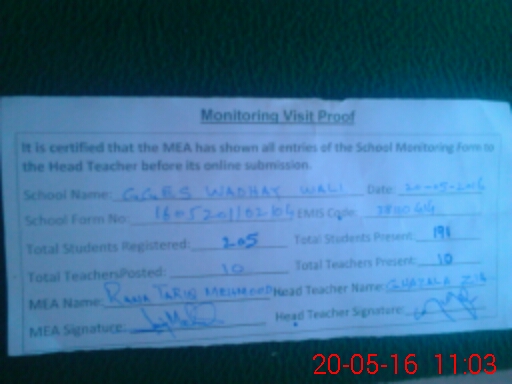 Monitoring Visit Proof
It is certified that the MEA has shown all entries of the School Monitoring Form to
the Head Teacher before its online submission.
School Name: G.G.E.S WADHAY WALI Date: 20-05-2016
School Form No: EMIS Code:
Total Students Registered: 205 Total Students Present: 191
Total TeachersPosted: 10 Total Teachers Present: 10
MEA Name: RAANA TARIQ MEHMOOD Head Teacher Name: GHAZALA ZIA
MEA Signature: Head Teacher Signature:
20-05-16 11:03